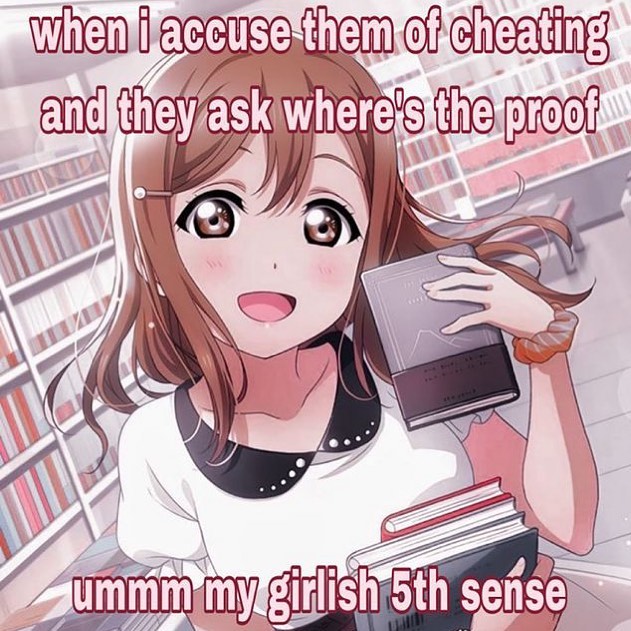 when i accuse them of cheating
and they ask where's the proof
ummm my girlish 5th sense